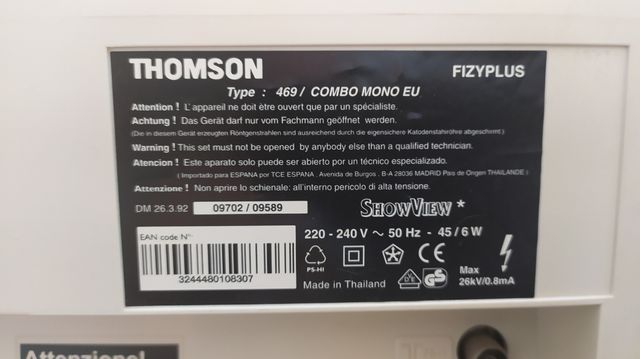 THOMSON
FIZYPLUS
Type : 469 / COMBO MONO EU
Attention ! L'appareil ne doit être ouvert que par un spécialiste.
Achtung ! Das Gerät darf nur vom Fachmann geöffnet werden.
(Die in diesem Gerät erzeugten Röntgenstrahlen sind ausreichend durch die eigensichere Katodenstahlröhre abgeschirmt.)
Warning ! This set must not be opened by anybody else than a qualified technician.
Atencion ! Este aparato solo puede ser abierto por un técnico especializado.
( Importado para ESPANA por TCE ESPANA . Avenida de Burgos . 8-A 28036 MADRID Pais de Origen THAILANDE )
Attenzione ! Non aprire lo schienale: all'interno pericolo di alta tensione.
DM 26.3.92 09702 / 09589
SHOWVIEW *
EAN code N°:
220 - 240 V ~ 50 Hz - 45 / 6 W
3244480108307
PS-HI
CE
GS
Made in Thailand
Max
26kV/0.8mA
Attenzione!